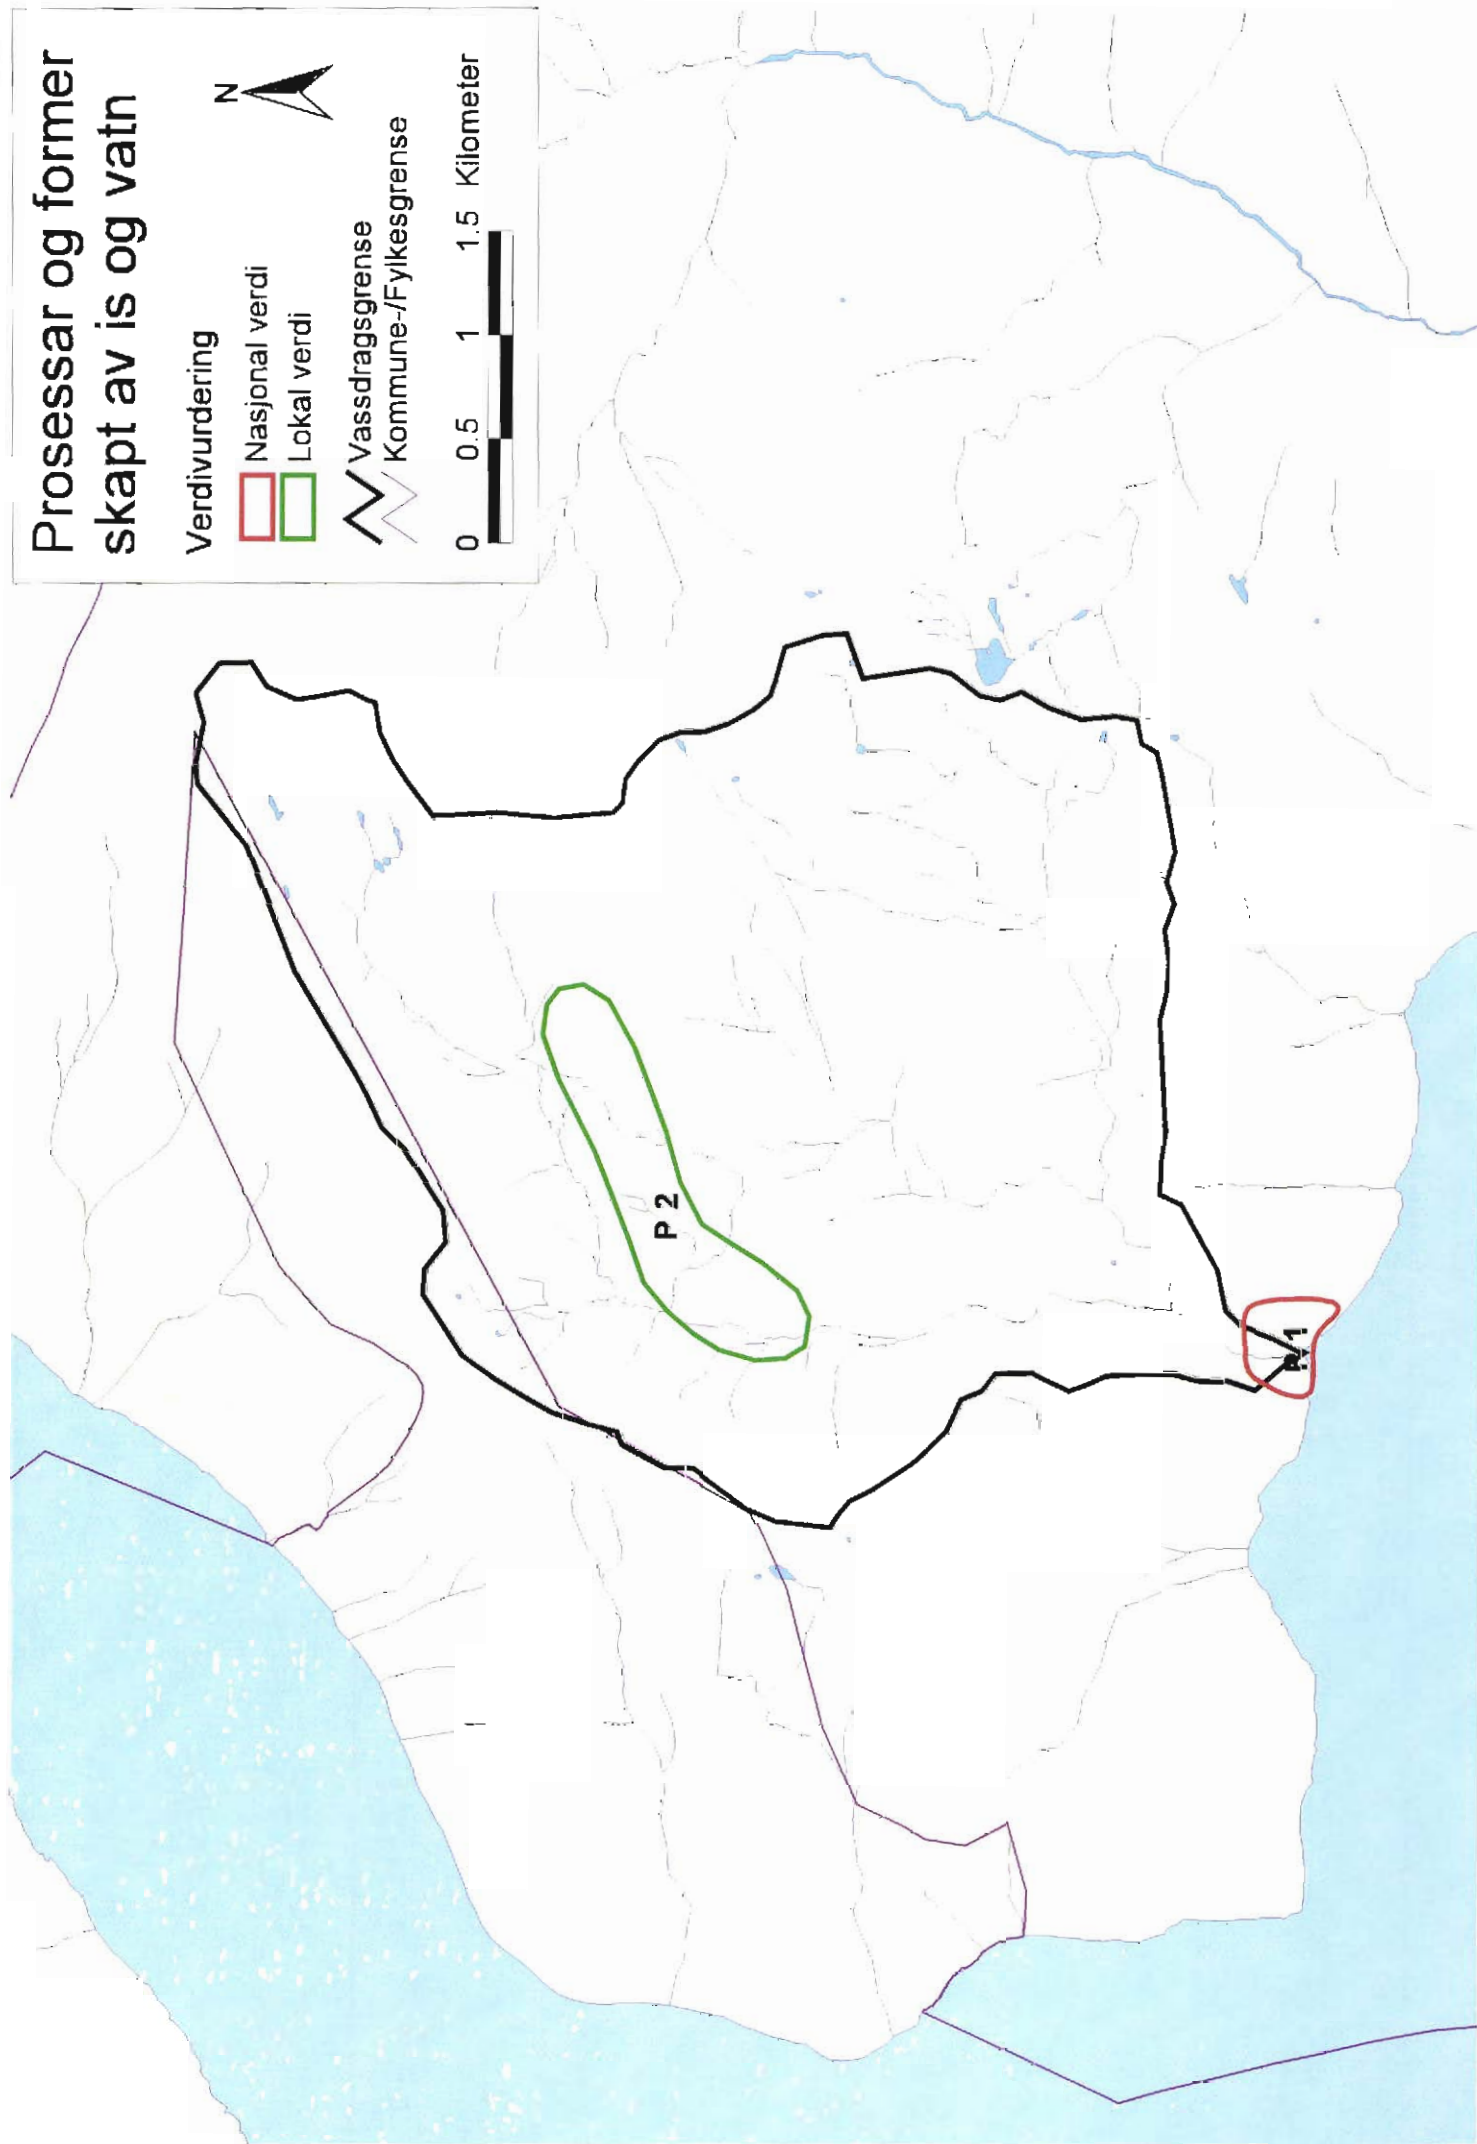 Prosessar og former
skapt av is og vatn
Verdivurdering
Nasjonal verdi
Lokal verdi
Vassdragsgrense
Kommune-/Fylkesgrense
0 0.5 1 1.5 Kilometer
N
P 2
P 1